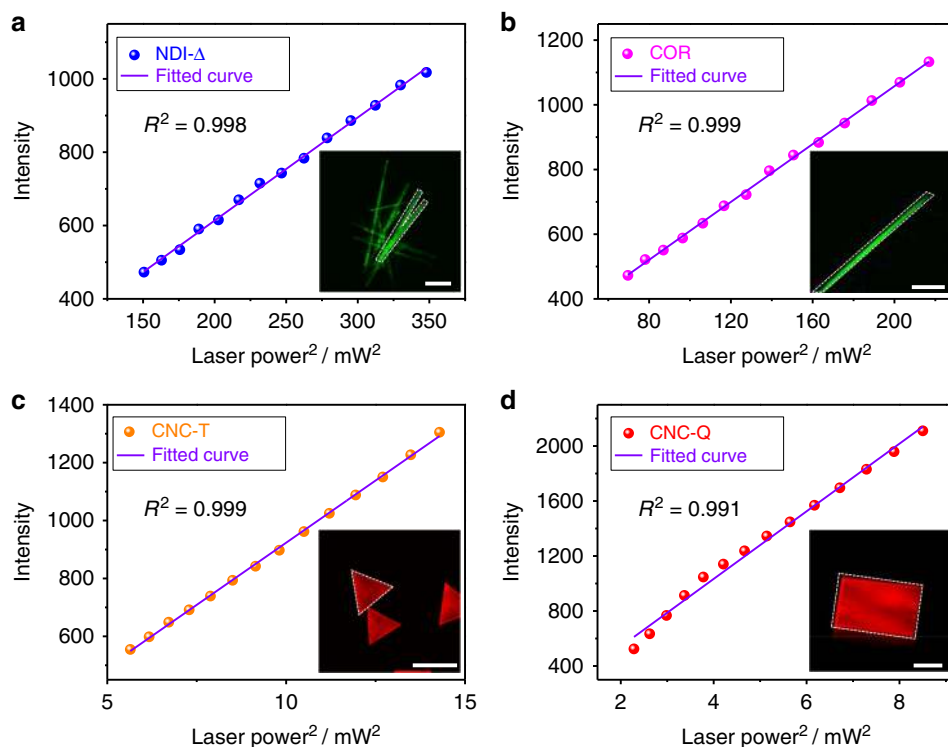 a
NDI-Δ
Fitted curve
R² = 0.998
Intensity
1000
800
600
400
150 200 250 300 350
Laser power² / mW²
b
COR
Fitted curve
R² = 0.999
Intensity
1200
1000
800
600
400
80 120 160 200
Laser power² / mW²
c
CNC-T
Fitted curve
R² = 0.999
Intensity
1400
1200
1000
800
600
5 10 15
Laser power² / mW²
d
CNC-Q
Fitted curve
R² = 0.991
Intensity
2000
1600
1200
800
400
2 4 6 8
Laser power² / mW²